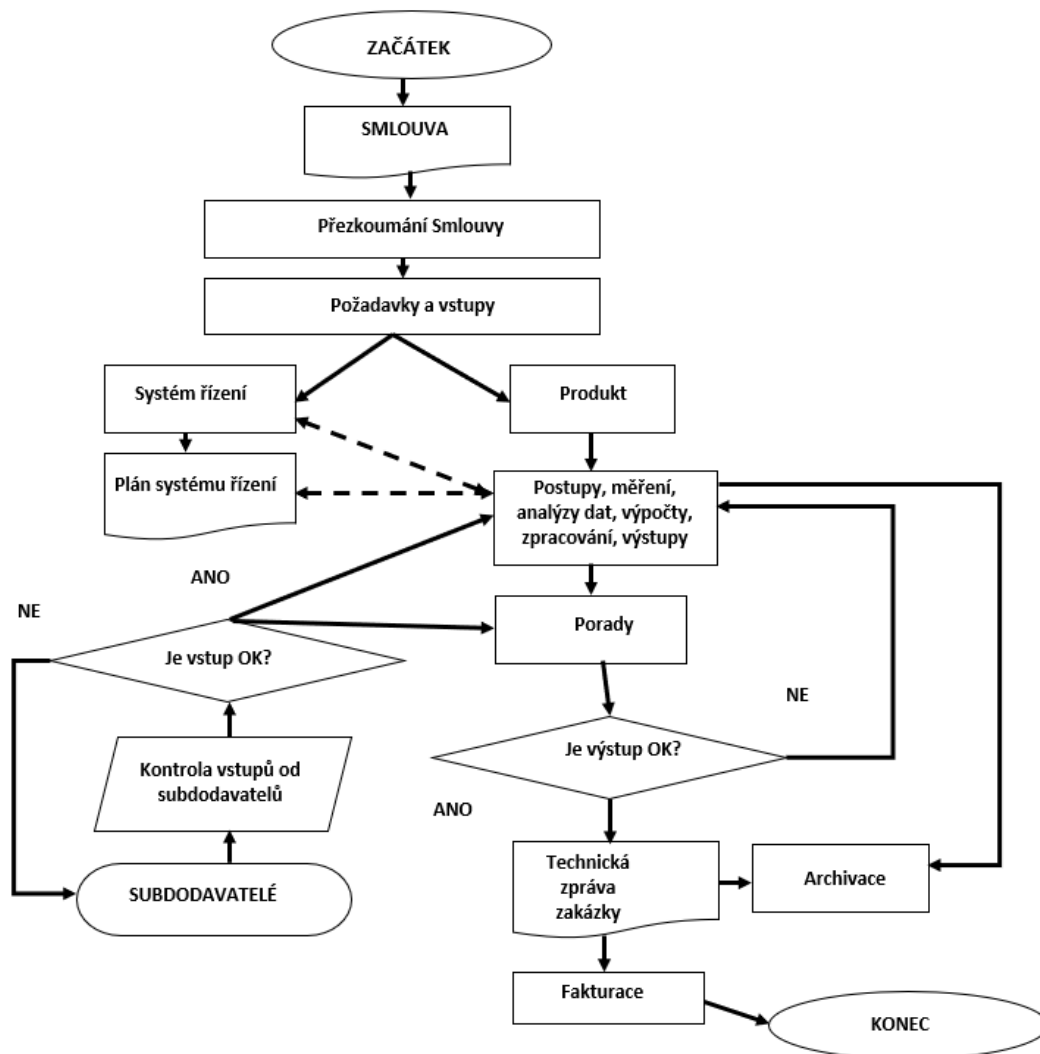 ZAČÁTEK
SMLOUVA
Přezkoumání Smlouvy
Požadavky a vstupy
Systém řízení
Produkt
Plán systému řízení
Postupy, měření,
analýzy dat, výpočty,
zpracování, výstupy
ANO
NE
Porady
Je vstup OK?
NE
Je výstup OK?
Kontrola vstupů od
subdodavatelů
ANO
Technická
zpráva
zakázky
Archivace
SUBDODAVATELÉ
Fakturace
KONEC